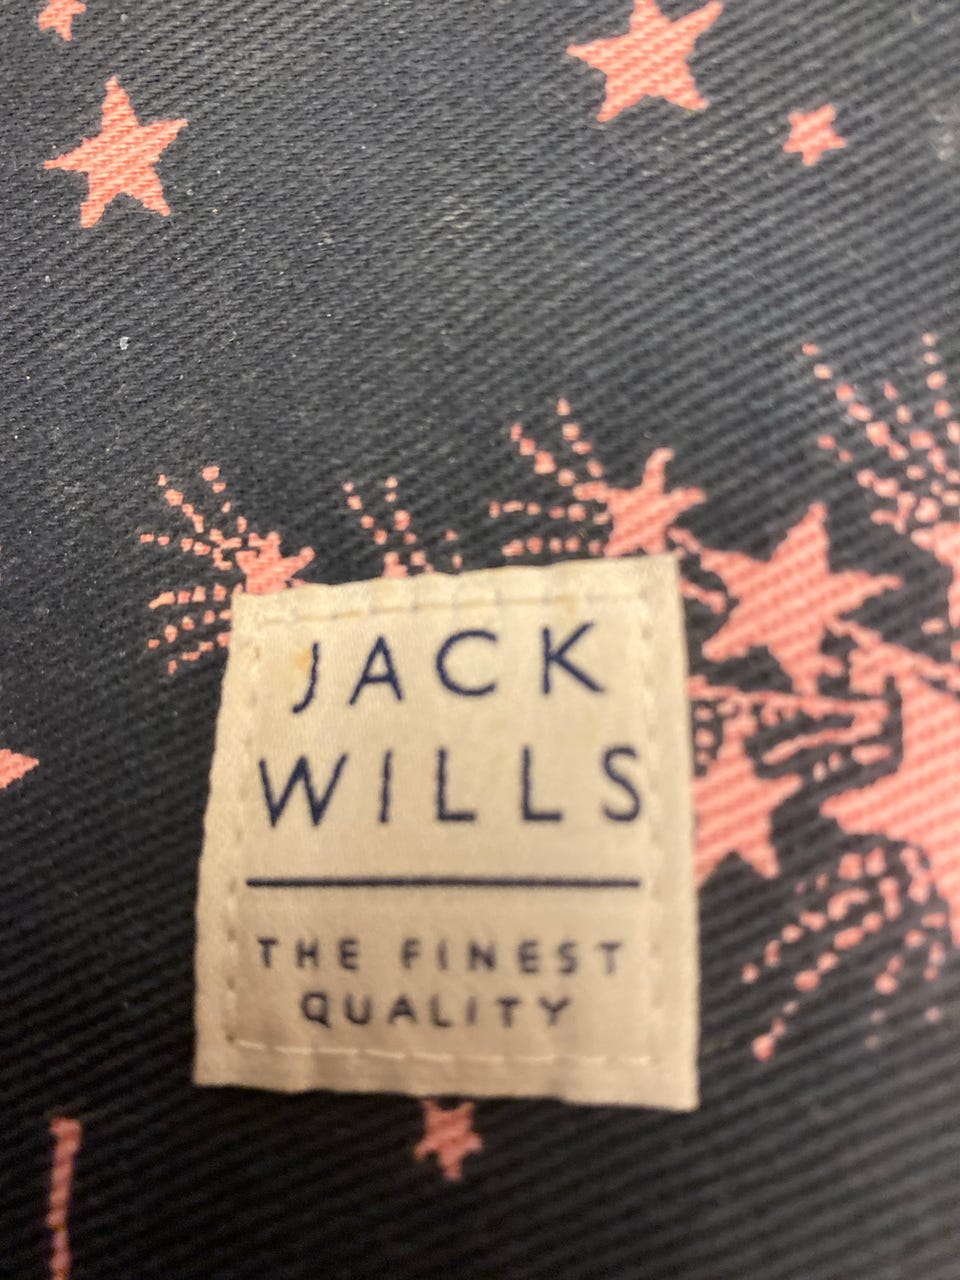 JACK
WILLS
THE FINEST
QUALITY